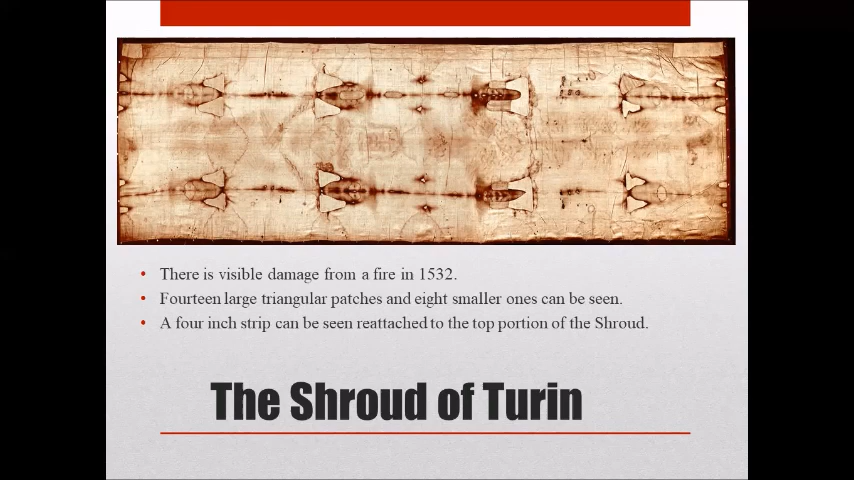 There is visible damage from a fire in 1532.
Fourteen large triangular patches and eight smaller ones can be seen.
A four inch strip can be seen reattached to the top portion of the Shroud.
The Shroud of Turin